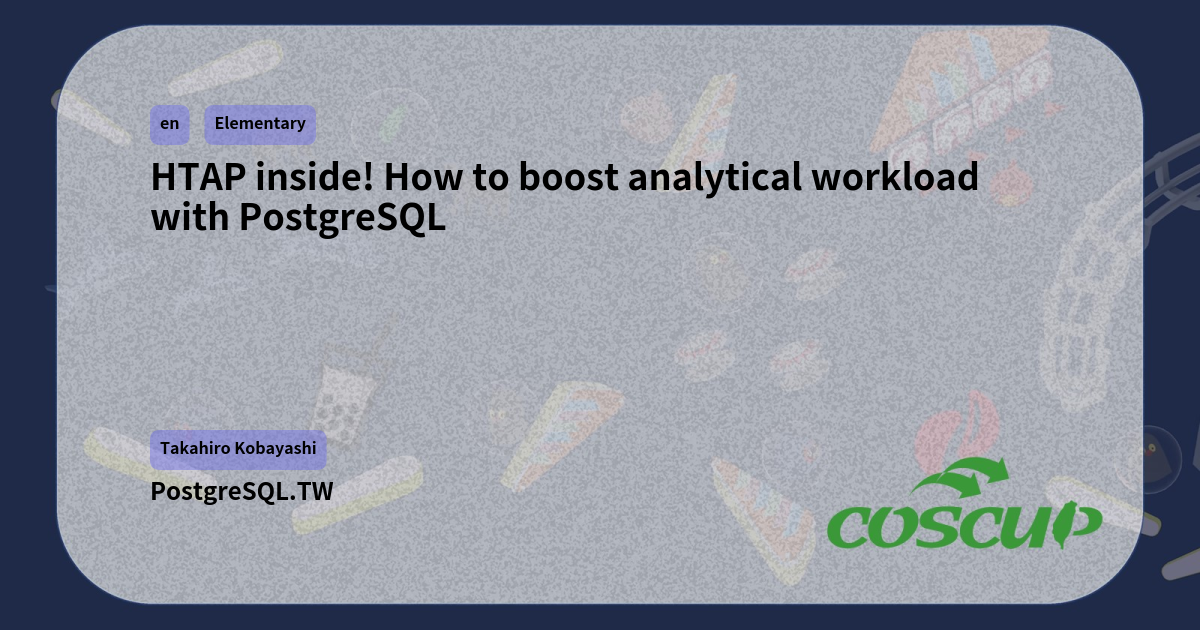 en Elementary
HTAP inside! How to boost analytical workload
with PostgreSQL
Takahiro Kobayashi
PostgreSQL.TW
COSCUP